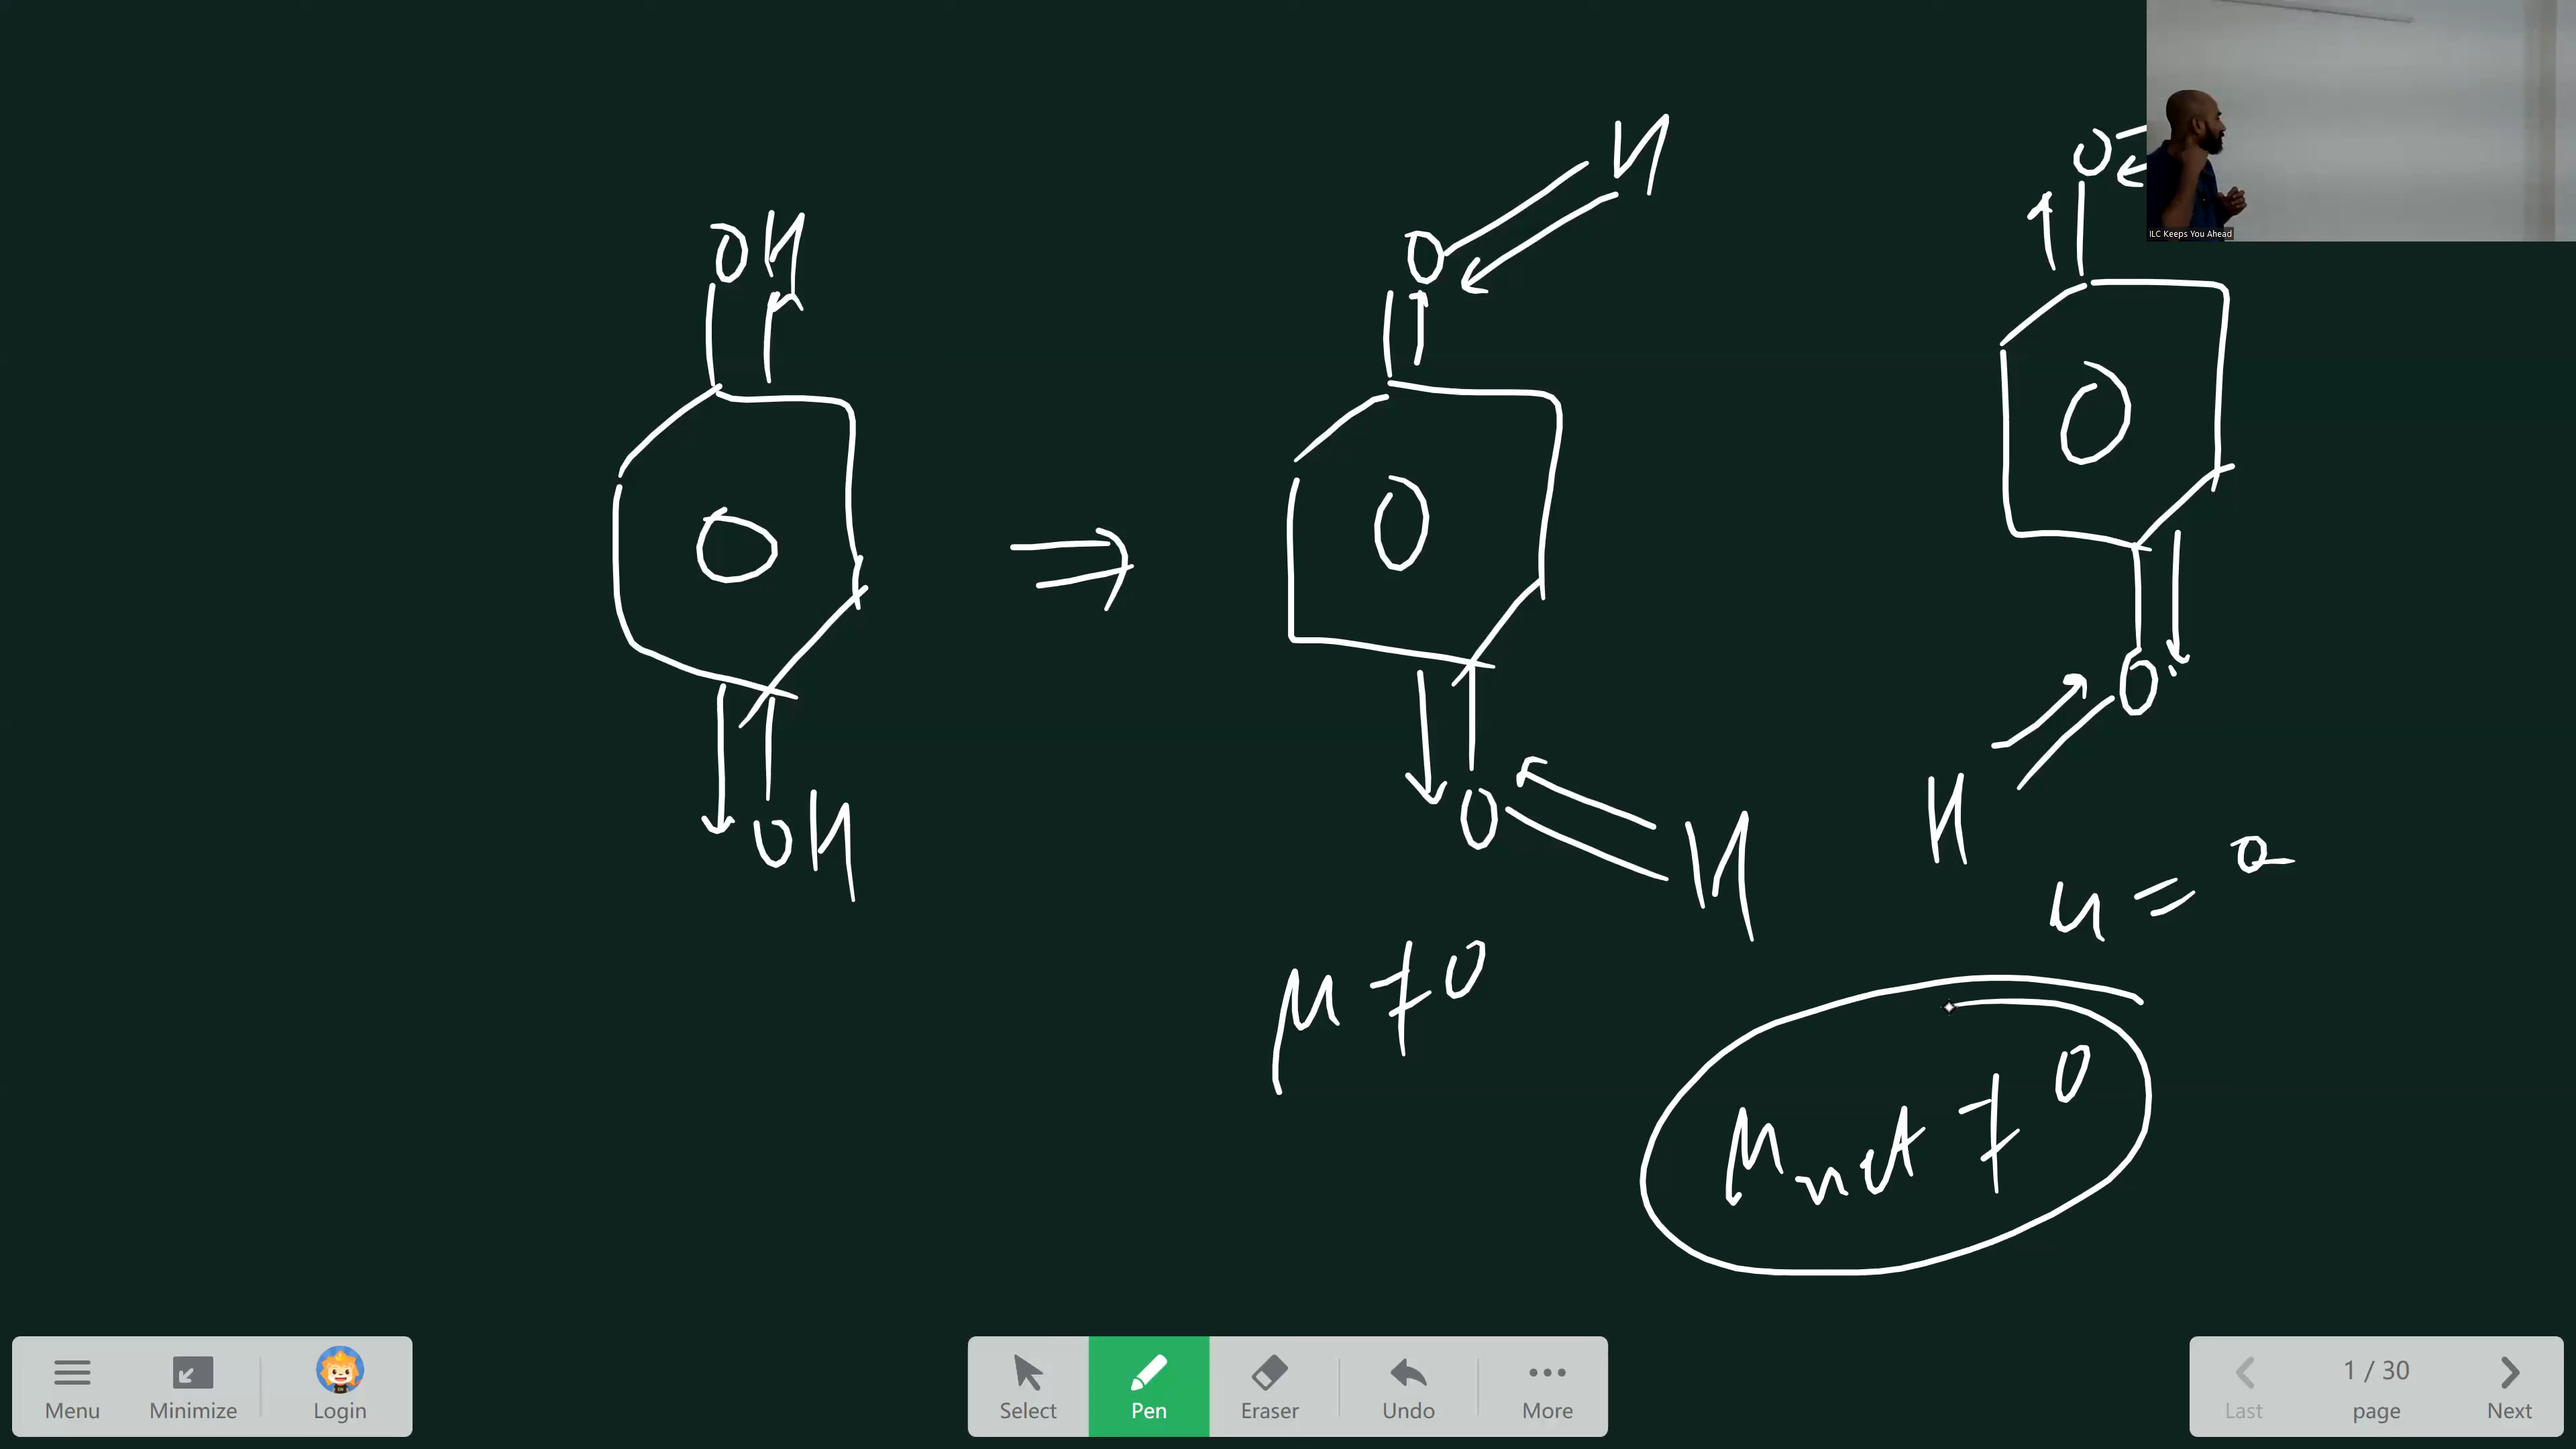 OH
OH
⇒
H
O
O
H
μ ≠ 0
O
O
H
μ = 0
μnet ≠ 0
ILC Keeps You Ahead
Menu
Minimize
Login
Select
Pen
Eraser
Undo
More
Last
1 / 30
page
Next